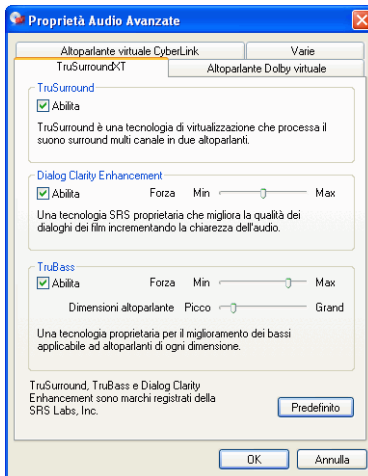 Proprietà Audio Avanzate
Altoparlante virtuale CyberLink Varie
TruSurroundXT Altoparlante Dolby virtuale
TruSurround
Abilita
TruSurround è una tecnologia di virtualizzazione che processa il
suono surround multi canale in due altoparlanti.
Dialog Clarity Enhancement
Abilita Forza Min Max
Una tecnologia SRS proprietaria che migliora la qualità dei
dialoghi dei film incrementando la chiarezza dell'audio.
TruBass
Abilita Forza Min Max
Dimensioni altoparlante Picco Grand
Una tecnologia proprietaria per il miglioramento dei bassi
applicabile ad altoparlanti di ogni dimensione.
TruSurround, TruBass e Dialog Clarity
Enhancement sono marchi registrati della
SRS Labs, Inc.
Predefinito
OK Annulla